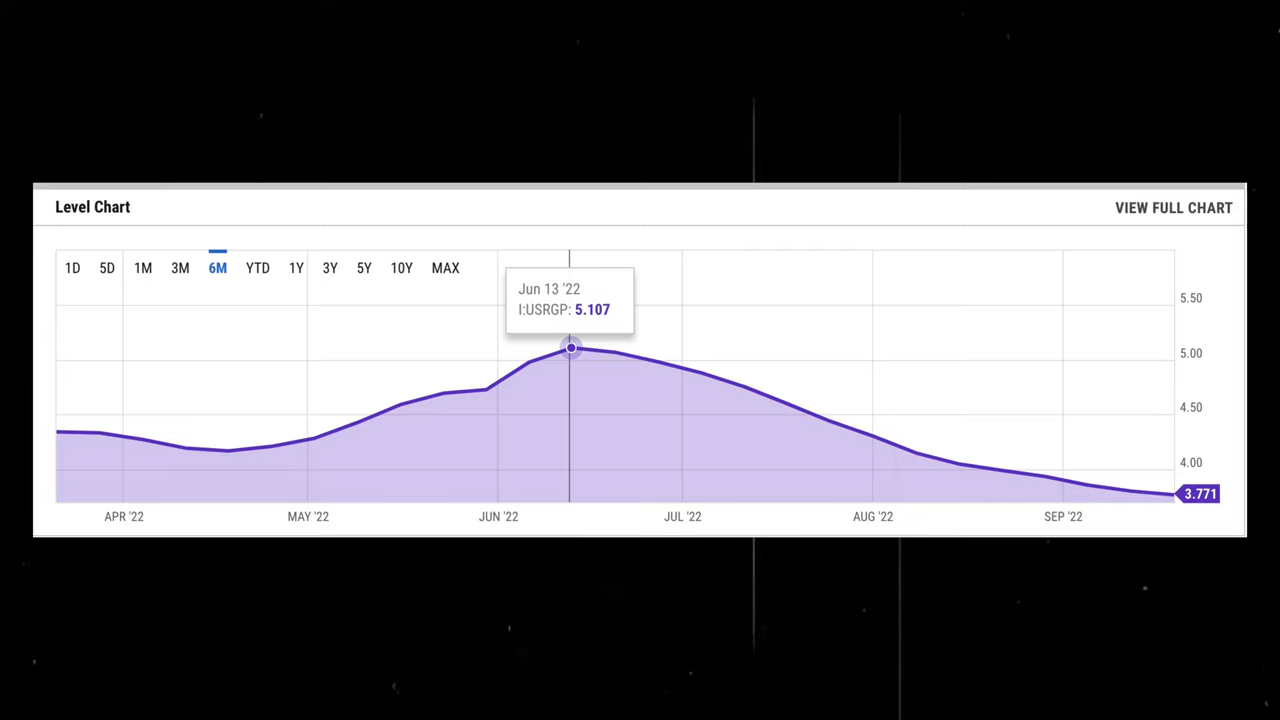 Level Chart
VIEW FULL CHART
1D 5D 1M 3M 6M YTD 1Y 3Y 5Y 10Y MAX
Jun 13 '22
I:USRGP: 5.107
5.50
5.00
4.50
4.00
3.771
APR '22 MAY '22 JUN '22 JUL '22 AUG '22 SEP '22